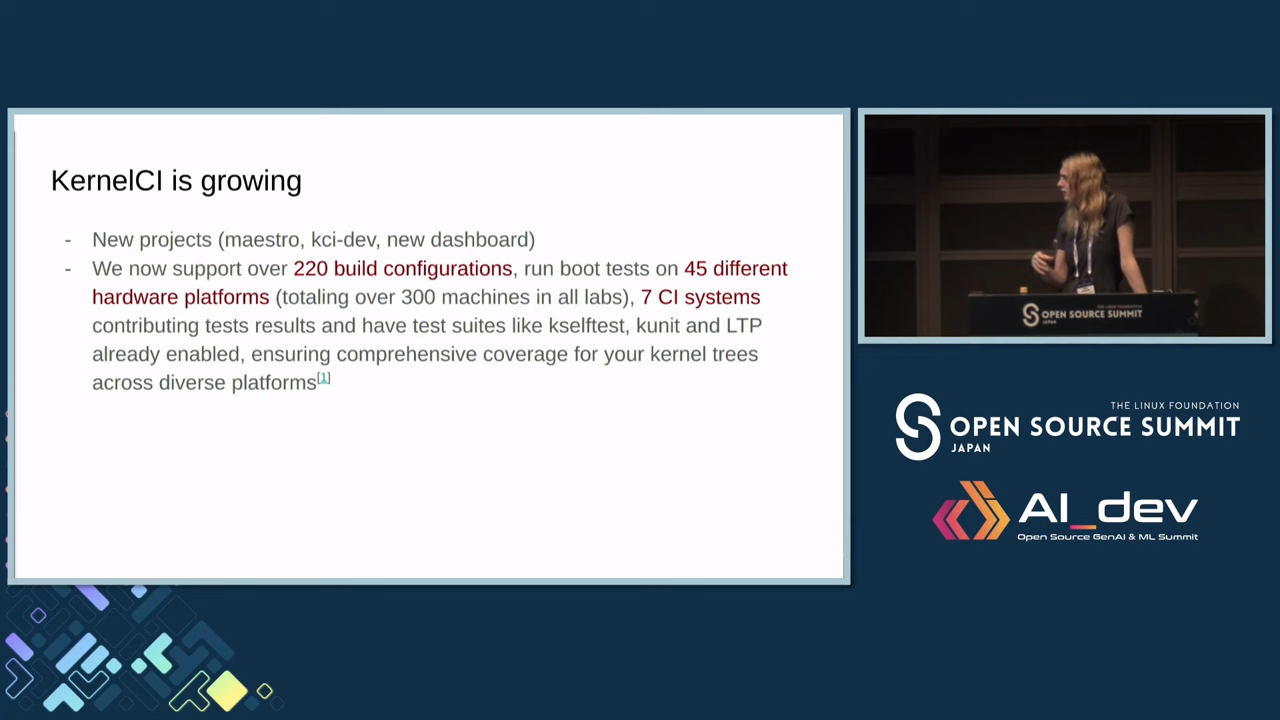 KernelCI is growing
- New projects (maestro, kci-dev, new dashboard)
- We now support over 220 build configurations, run boot tests on 45 different
hardware platforms (totaling over 300 machines in all labs), 7 CI systems
contributing tests results and have test suites like kselftest, kunit and LTP
already enabled, ensuring comprehensive coverage for your kernel trees
across diverse platforms[1]
THE LINUX FOUNDATION
OPEN SOURCE SUMMIT
JAPAN
THE LINUX FOUNDATION
OPEN SOURCE SUMMIT
JAPAN
AI_dev
Open Source GenAI & ML Summit